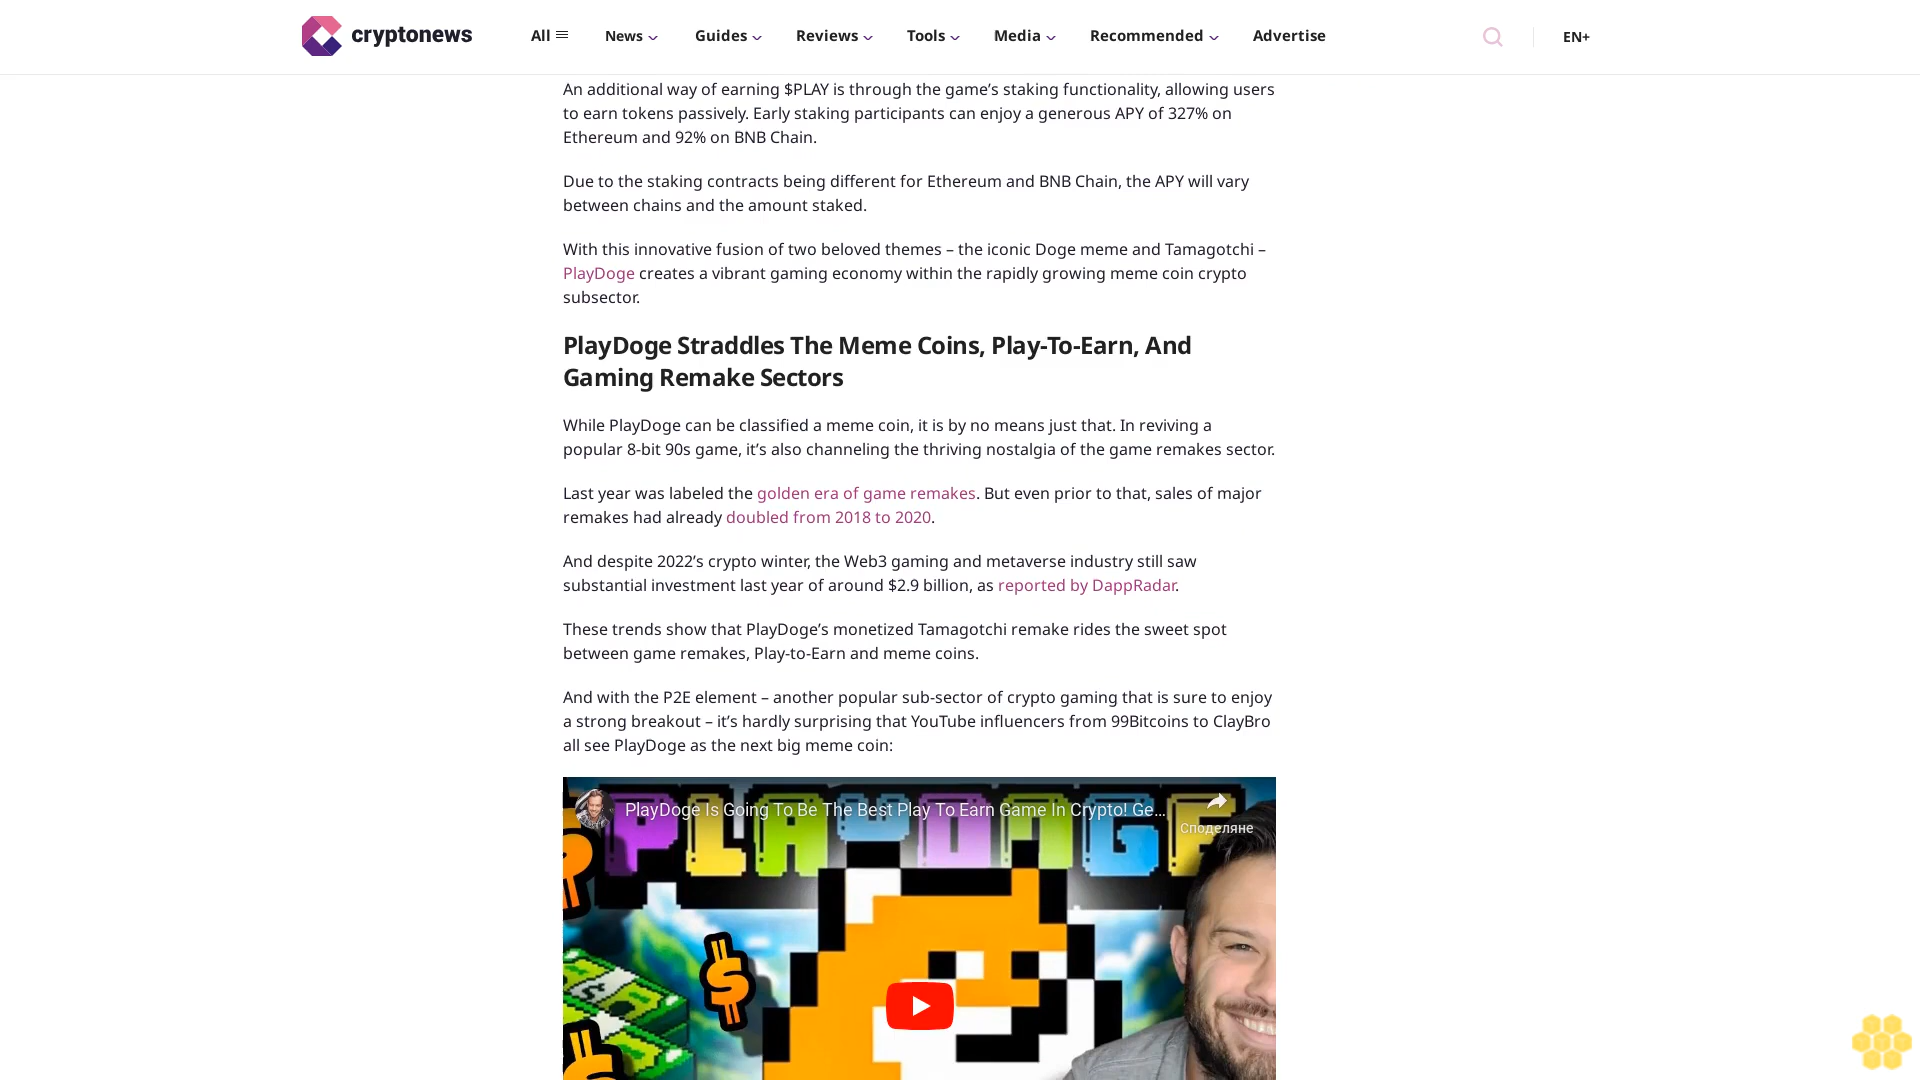 cryptonews
All
News
Guides
Reviews
Tools
Media
Recommended
Advertise
EN+
An additional way of earning $PLAY is through the game’s staking functionality, allowing users
to earn tokens passively. Early staking participants can enjoy a generous APY of 327% on
Ethereum and 92% on BNB Chain.
Due to the staking contracts being different for Ethereum and BNB Chain, the APY will vary
between chains and the amount staked.
With this innovative fusion of two beloved themes – the iconic Doge meme and Tamagotchi –
PlayDoge creates a vibrant gaming economy within the rapidly growing meme coin crypto
subsector.
PlayDoge Straddles The Meme Coins, Play-To-Earn, And
Gaming Remake Sectors
While PlayDoge can be classified a meme coin, it is by no means just that. In reviving a
popular 8-bit 90s game, it’s also channeling the thriving nostalgia of the game remakes sector.
Last year was labeled the golden era of game remakes. But even prior to that, sales of major
remakes had already doubled from 2018 to 2020.
And despite 2022’s crypto winter, the Web3 gaming and metaverse industry still saw
substantial investment last year of around $2.9 billion, as reported by DappRadar.
These trends show that PlayDoge’s monetized Tamagotchi remake rides the sweet spot
between game remakes, Play-to-Earn and meme coins.
And with the P2E element – another popular sub-sector of crypto gaming that is sure to enjoy
a strong breakout – it’s hardly surprising that YouTube influencers from 99Bitcoins to ClayBro
all see PlayDoge as the next big meme coin:
PlayDoge Is Going To Be The Best Play To Earn Game In Crypto! Ge...
Споделяне
PLAYDOGE